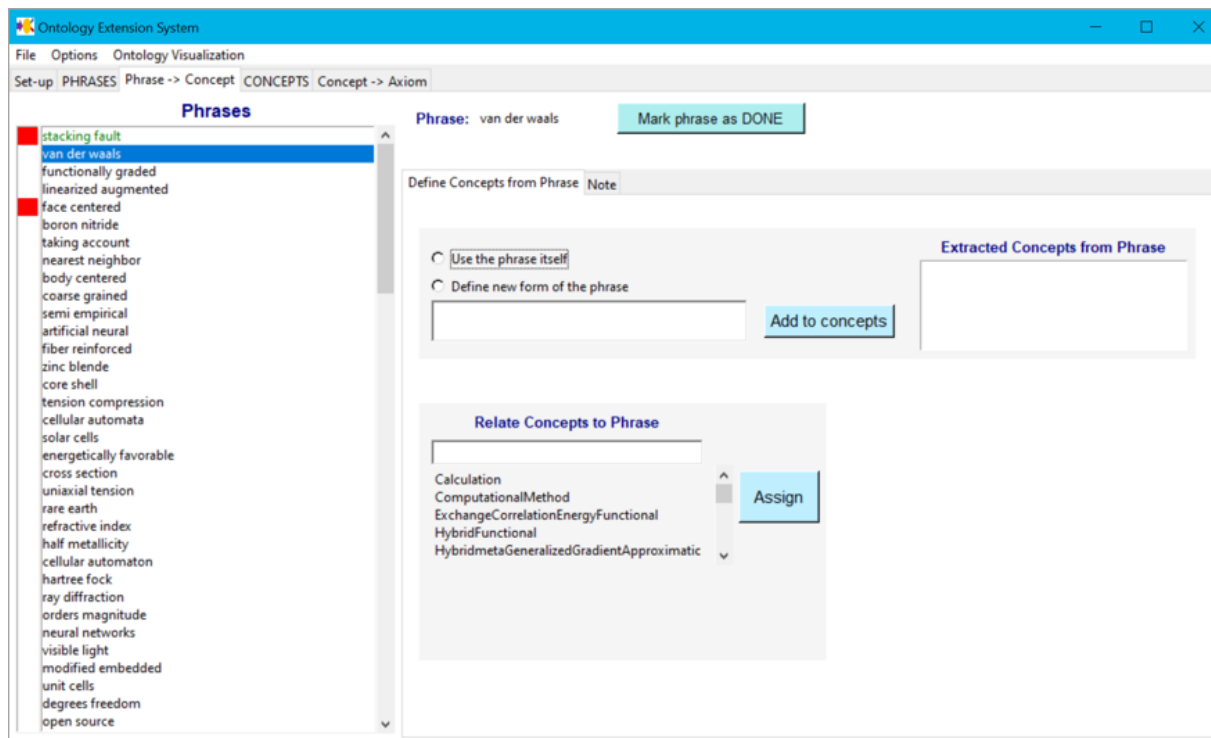 Ontology Extension System
File Options Ontology Visualization
Set-up PHRASES Phrase -> Concept CONCEPTS Concept -> Axiom
Phrases
stacking fault
van der waals
functionally graded
linearized augmented
face centered
boron nitride
taking account
nearest neighbor
body centered
coarse grained
semi empirical
artificial neural
fiber reinforced
zinc blende
core shell
tension compression
cellular automata
solar cells
energetically favorable
cross section
uniaxial tension
rare earth
refractive index
half metallicity
cellular automaton
hartree fock
ray diffraction
orders magnitude
neural networks
visible light
modified embedded
unit cells
degrees freedom
open source
Phrase: van der waals
Mark phrase as DONE
Define Concepts from Phrase Note
Use the phrase itself
Define new form of the phrase
Add to concepts
Extracted Concepts from Phrase
Relate Concepts to Phrase
Calculation
ComputationalMethod
ExchangeCorrelationEnergyFunctional
HybridFunctional
HybridmetaGeneralizedGradientApproximatic
Assign